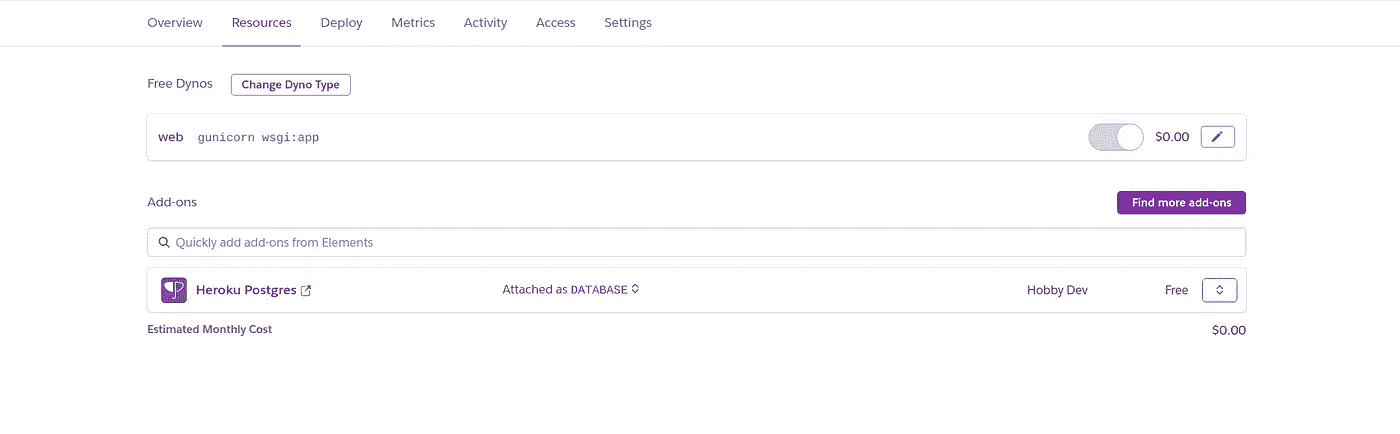 Overview Resources Deploy Metrics Activity Access Settings
Free Dynos Change Dyno Type
web gunicorn wsgi:app $0.00
Add-ons Find more add-ons
Quickly add add-ons from Elements
Heroku Postgres Attached as DATABASE Hobby Dev Free
Estimated Monthly Cost $0.00